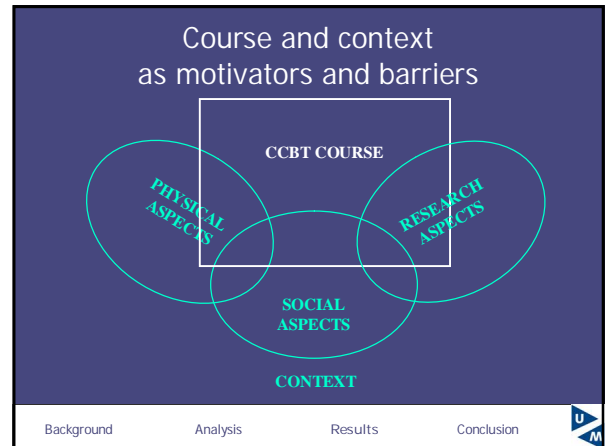 Course and context
as motivators and barriers
CCBT COURSE
PHYSICAL
ASPECTS
RESEARCH
ASPECTS
SOCIAL
ASPECTS
CONTEXT
Background Analysis Results Conclusion
U
M